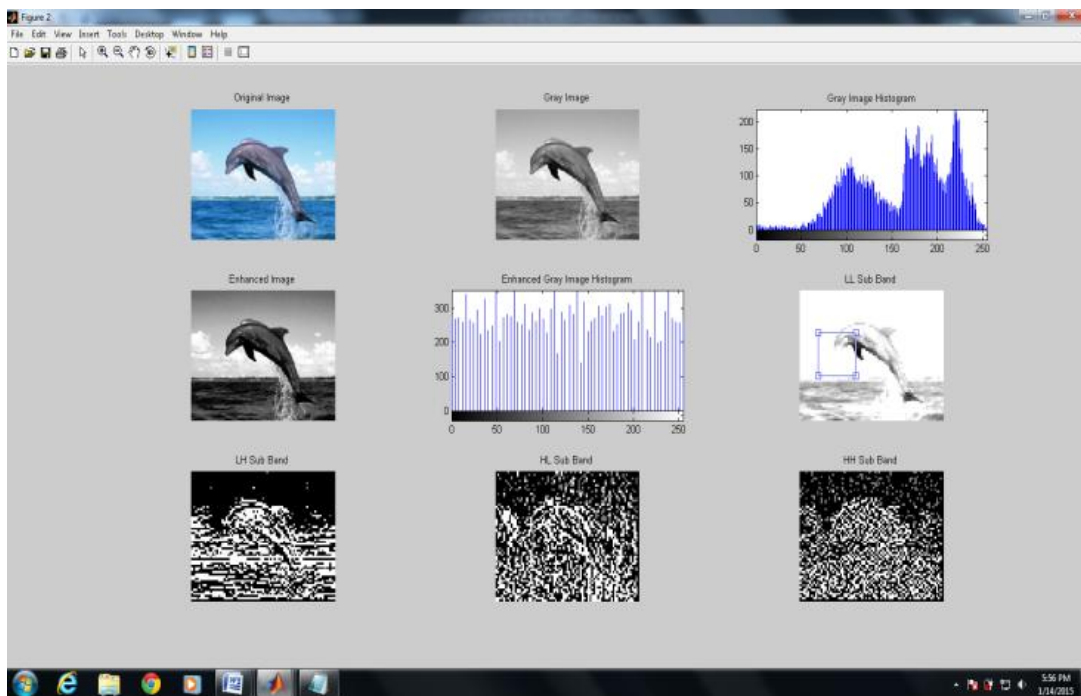 Figure 2
File Edit View Insert Tools Desktop Window Help
Original Image
Gray Image
Gray Image Histogram
200
150
100
50
0
0 50 100 150 200 250
Enhanced Image
Enhanced Gray Image Histogram
LL Sub Band
300
200
100
0
0 50 100 150 200 250
LH Sub Band
HL Sub Band
HH Sub Band
5:56 PM
1/14/2015